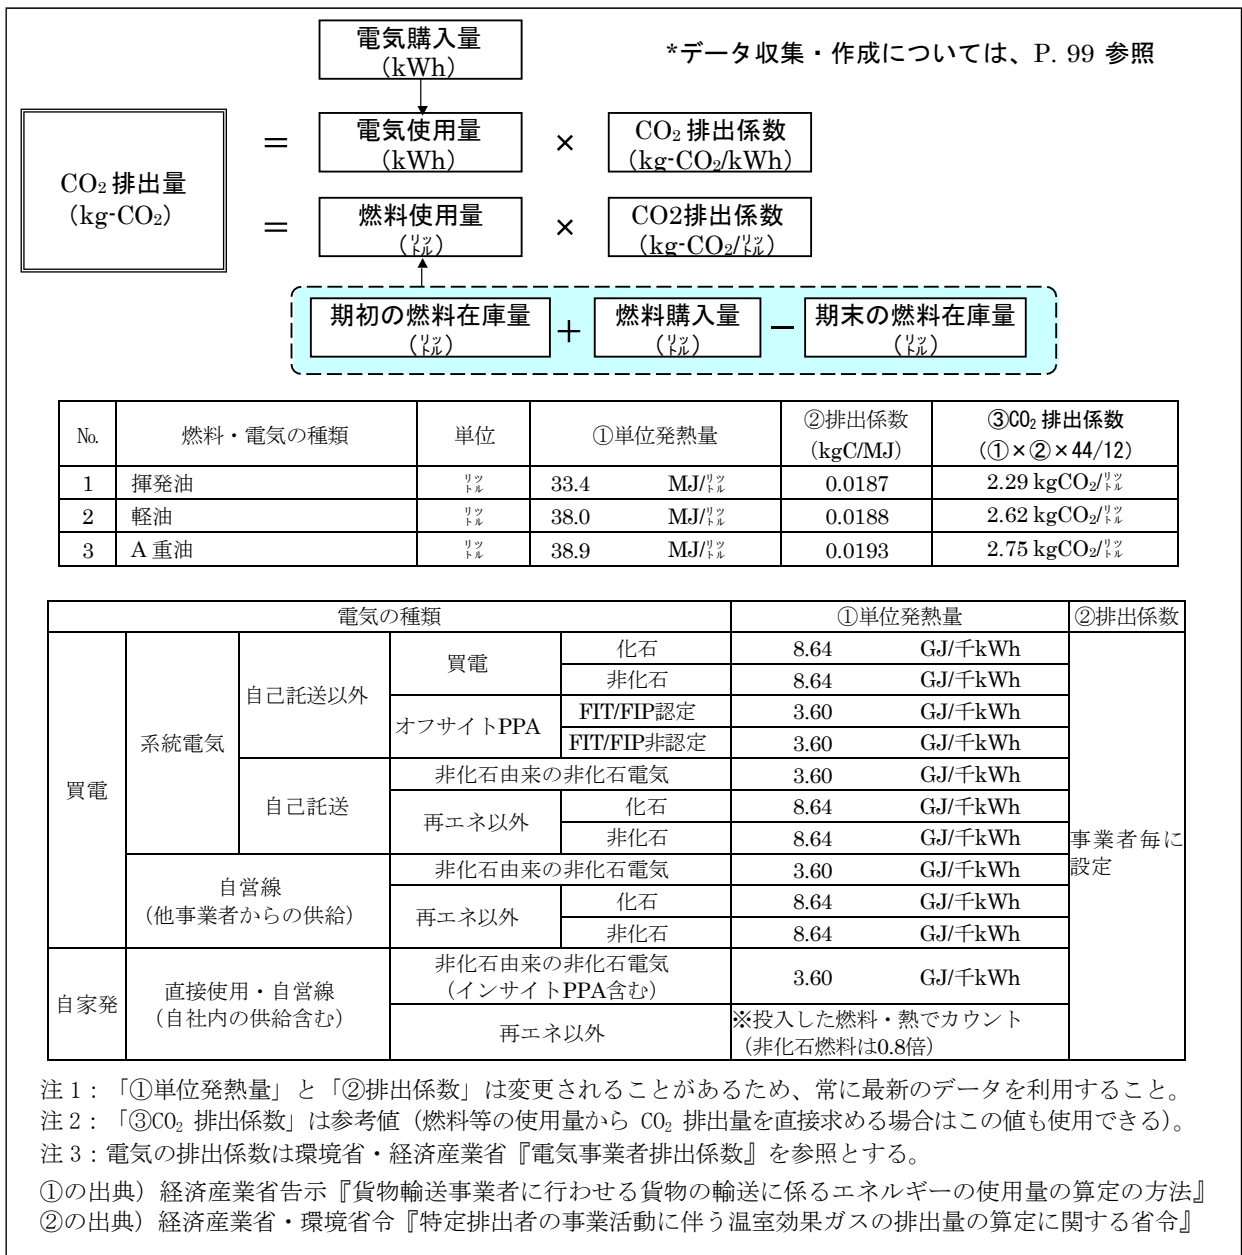 電気購入量
(kWh)
*データ収集・作成については、P. 99 参照
CO₂ 排出量
(kg-CO₂)
＝
電気使用量
(kWh)
×
CO₂ 排出係数
(kg-CO₂/kWh)
＝
燃料使用量
(㍑)
×
CO2排出係数
(kg-CO₂/㍑)
期初の燃料在庫量
(㍑)
＋
燃料購入量
(㍑)
－
期末の燃料在庫量
(㍑)
№ 燃料・電気の種類 単位 ①単位発熱量 ②排出係数 (kgC/MJ) ③CO₂ 排出係数 (①×②×44/12)
1 揮発油 ㍑ 33.4 MJ/㍑ 0.0187 2.29 kgCO₂/㍑
2 軽油 ㍑ 38.0 MJ/㍑ 0.0188 2.62 kgCO₂/㍑
3 A 重油 ㍑ 38.9 MJ/㍑ 0.0193 2.75 kgCO₂/㍑
電気の種類 ①単位発熱量 ②排出係数
買電 系統電気 自己託送以外 買電 化石 8.64 GJ/千kWh
非化石 8.64 GJ/千kWh
オフサイトPPA FIT/FIP認定 3.60 GJ/千kWh
FIT/FIP非認定 3.60 GJ/千kWh
自己託送 非化石由来の非化石電気 3.60 GJ/千kWh
再エネ以外 化石 8.64 GJ/千kWh
非化石 8.64 GJ/千kWh
事業者毎に
設定
自営線
(他事業者からの供給)
非化石由来の非化石電気 3.60 GJ/千kWh
再エネ以外 化石 8.64 GJ/千kWh
非化石 8.64 GJ/千kWh
自家発 直接使用・自営線
(自社内の供給含む)
非化石由来の非化石電気
(インサイトPPA含む)
3.60 GJ/千kWh
再エネ以外 ※投入した燃料・熱でカウント
(非化石燃料は0.8倍)
注 1：「①単位発熱量」と「②排出係数」は変更されることがあるため、常に最新のデータを利用すること。
注 2：「③CO₂ 排出係数」は参考値（燃料等の使用量から CO₂ 排出量を直接求める場合はこの値も使用できる）。
注 3：電気の排出係数は環境省・経済産業省『電気事業者排出係数』を参照とする。
①の出典）経済産業省告示『貨物輸送事業者に行わせる貨物の輸送に係るエネルギーの使用量の算定の方法』
②の出典）経済産業省・環境省令『特定排出者の事業活動に伴う温室効果ガスの排出量の算定に関する省令』